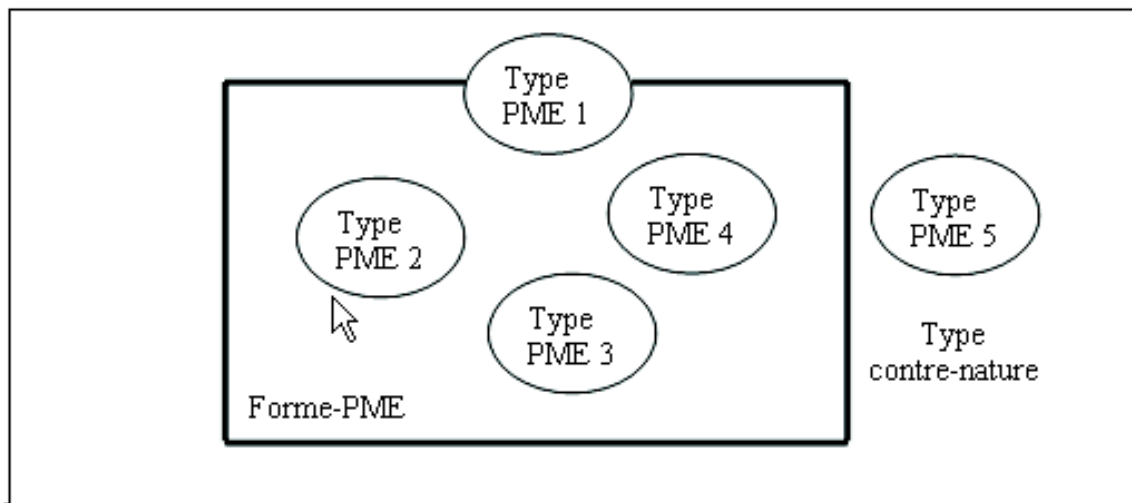 Type
PME 1
Type
PME 2
Type
PME 4
Type
PME 5
Type
PME 3
Type
contre-nature
Forme-PME